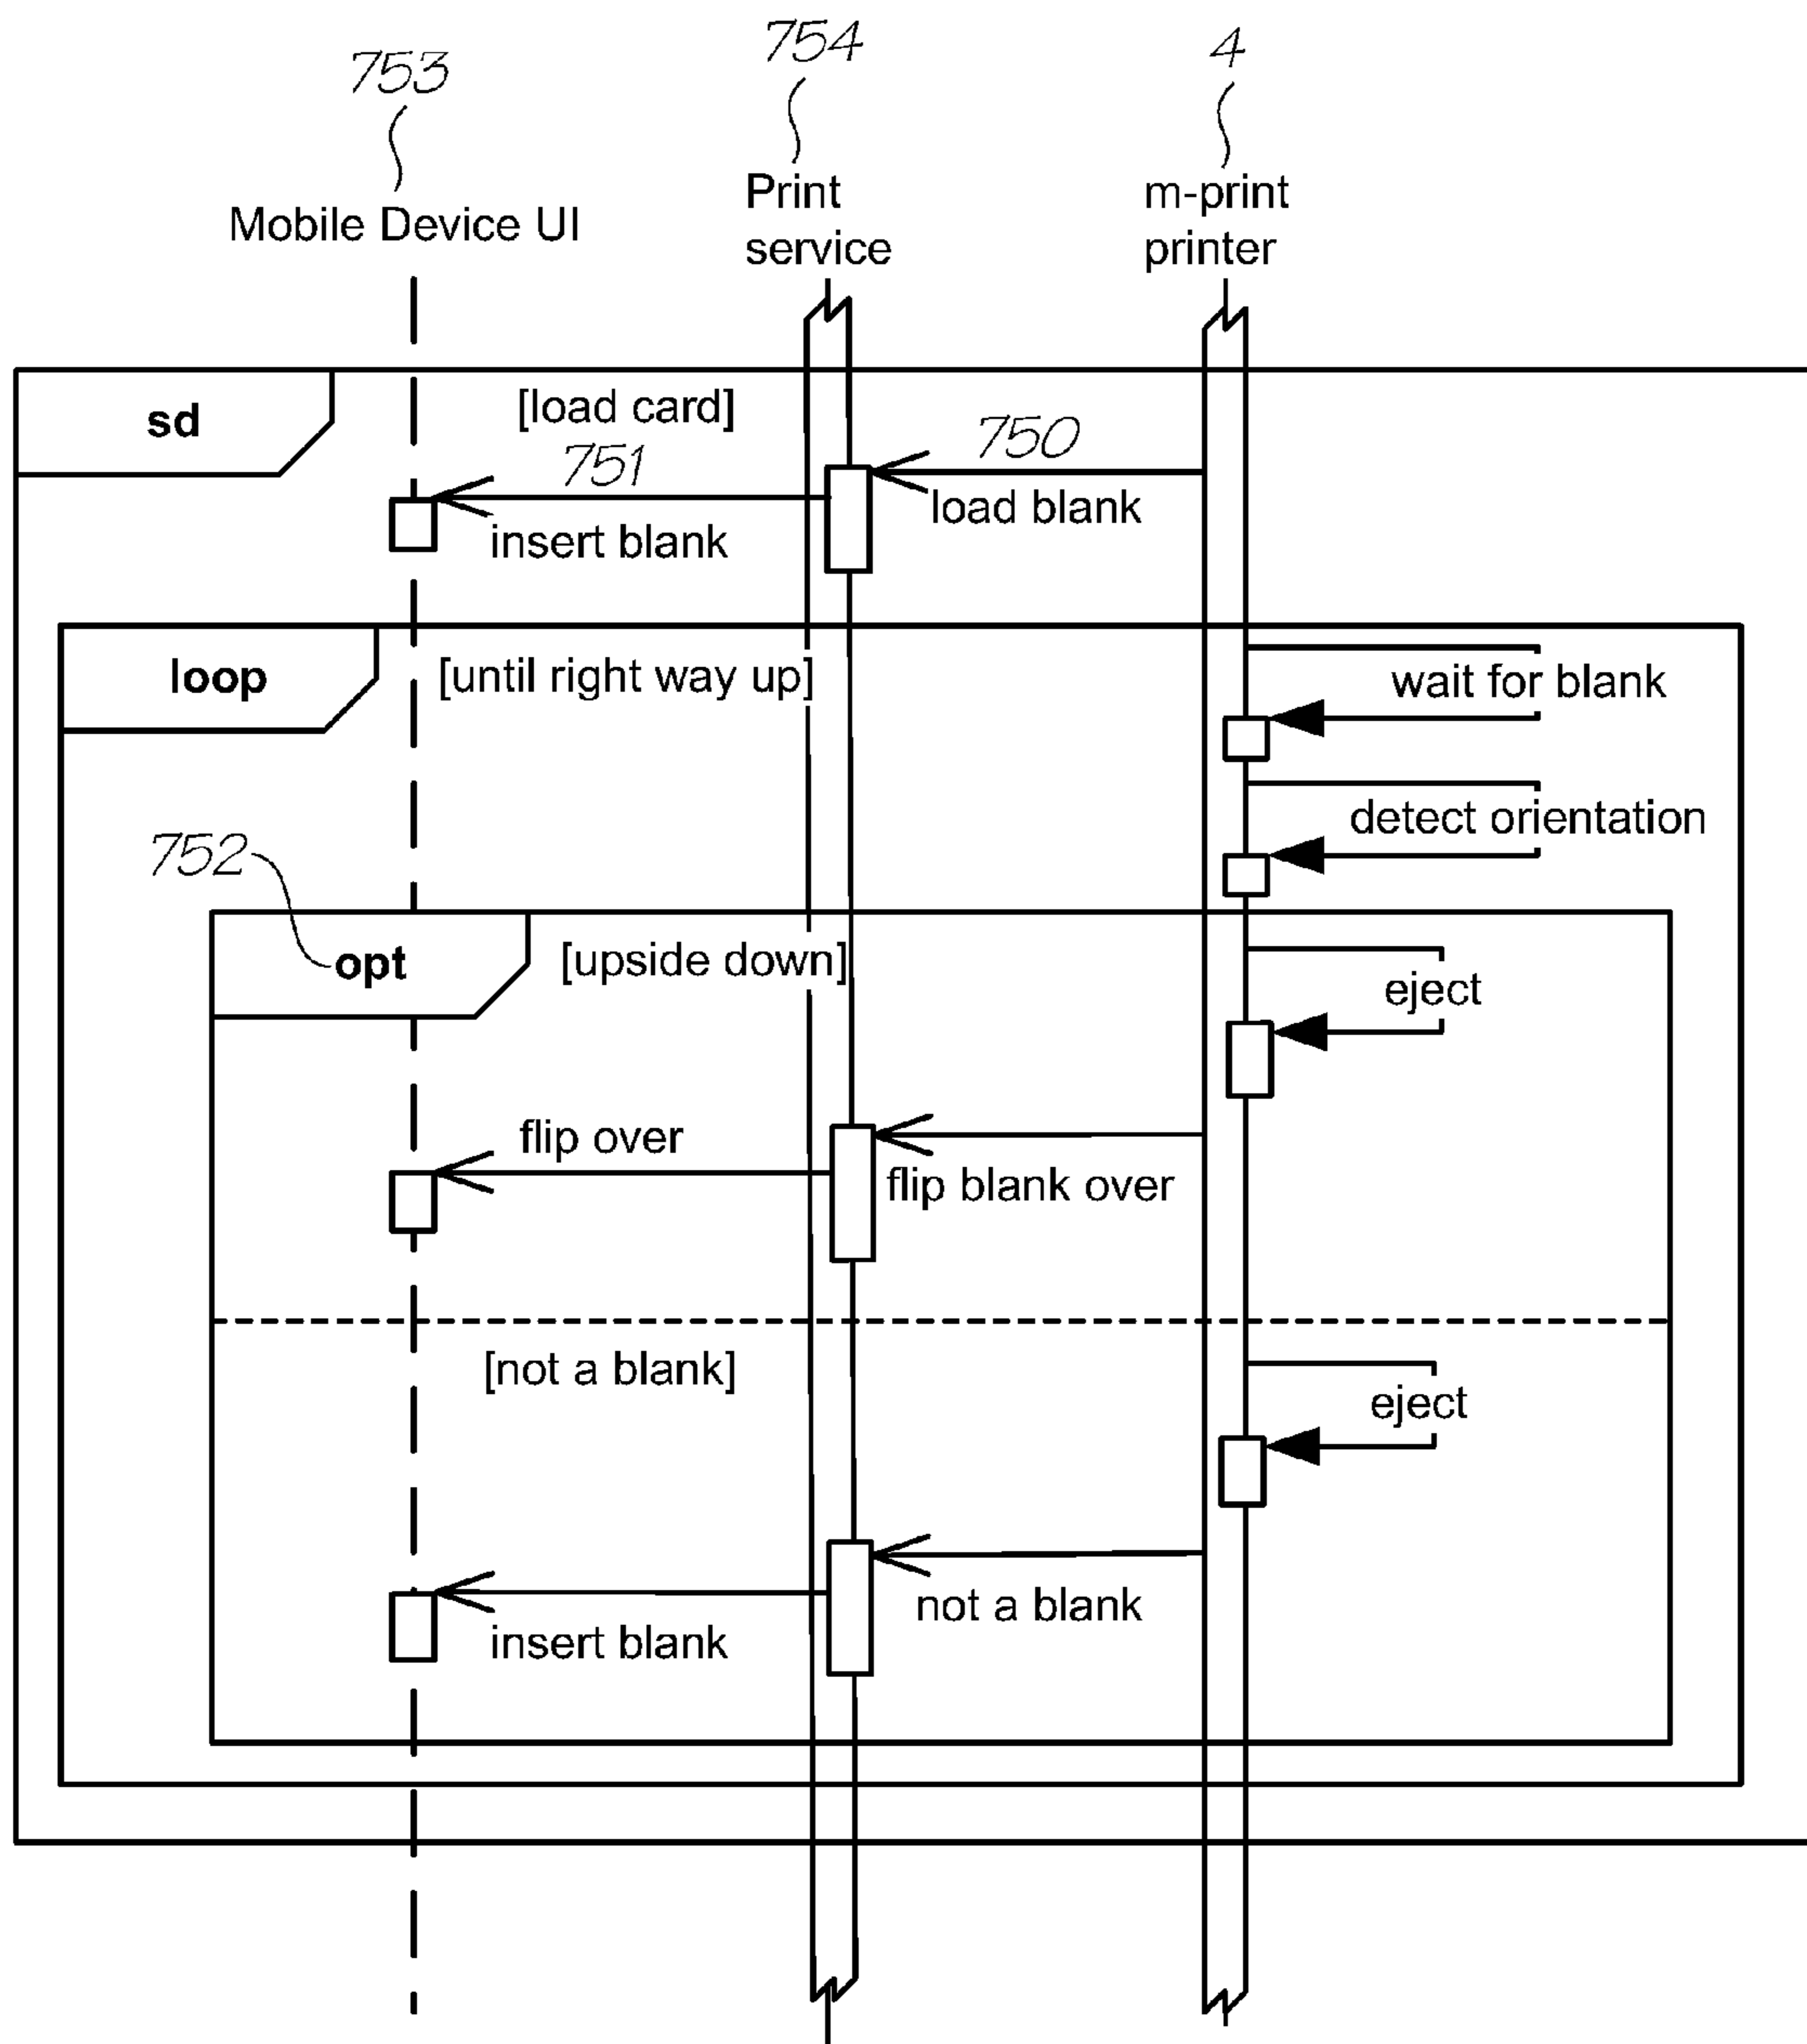 753
754
4
Mobile Device UI
Print
service
m-print
printer
sd
[load card]
751
750
insert blank
load blank
loop
[until right way up]
wait for blank
detect orientation
752
opt
[upside down]
eject
flip over
flip blank over
[not a blank]
eject
not a blank
insert blank